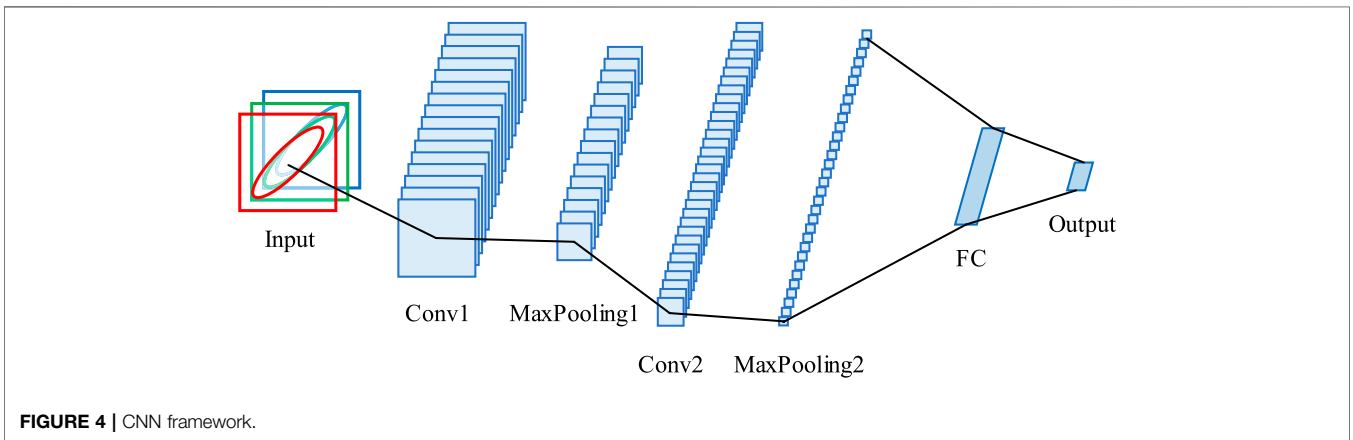 Input
Conv1
MaxPooling1
Conv2
MaxPooling2
FC
Output
FIGURE 4 | CNN framework.